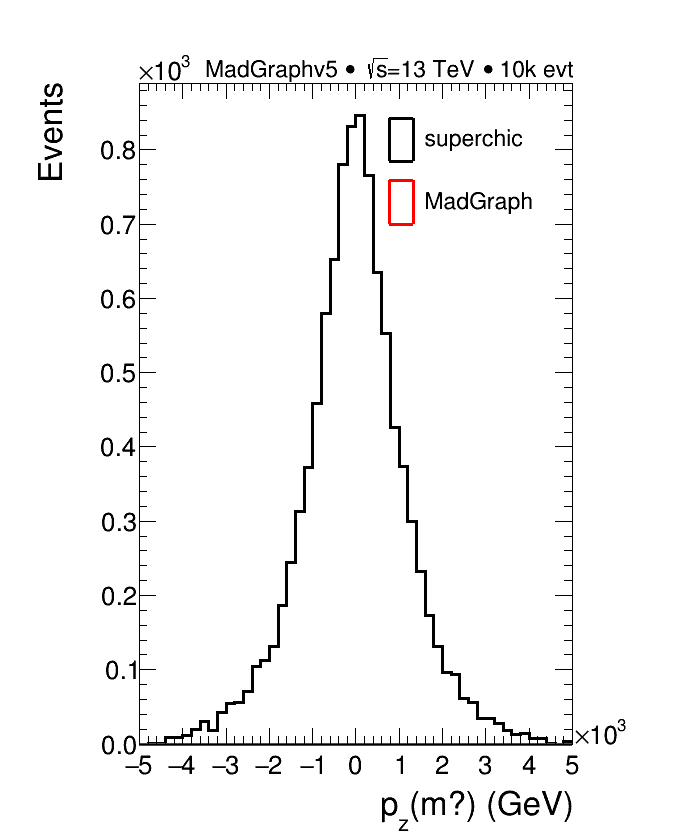 ×10³ MadGraphv5 • √s=13 TeV • 10k evt
Events
superchic
MadGraph
0.8
0.7
0.6
0.5
0.4
0.3
0.2
0.1
0.0
×10³
−5 −4 −3 −2 −1 0 1 2 3 4 5
p_z(m?) (GeV)